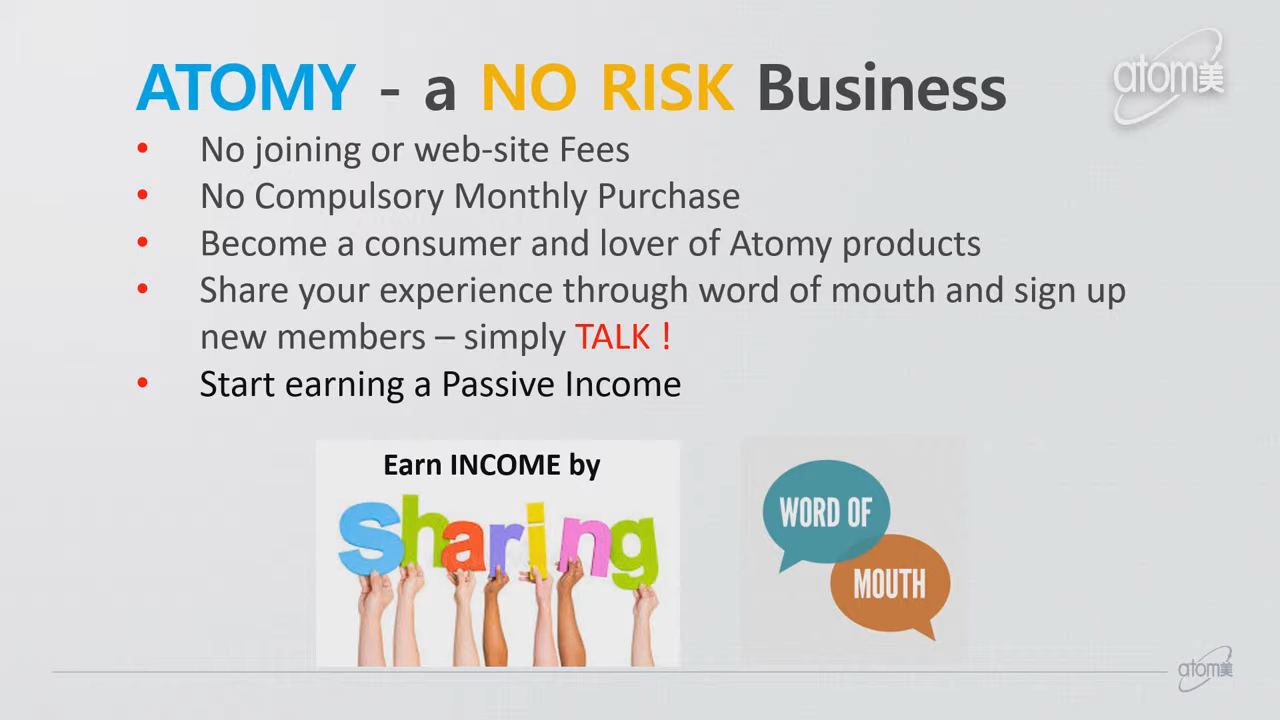 ATOMY - a NO RISK Business
atom美
• No joining or web-site Fees
• No Compulsory Monthly Purchase
• Become a consumer and lover of Atomy products
• Share your experience through word of mouth and sign up
new members – simply TALK !
• Start earning a Passive Income
Earn INCOME by
sharing
WORD OF
MOUTH
atom美